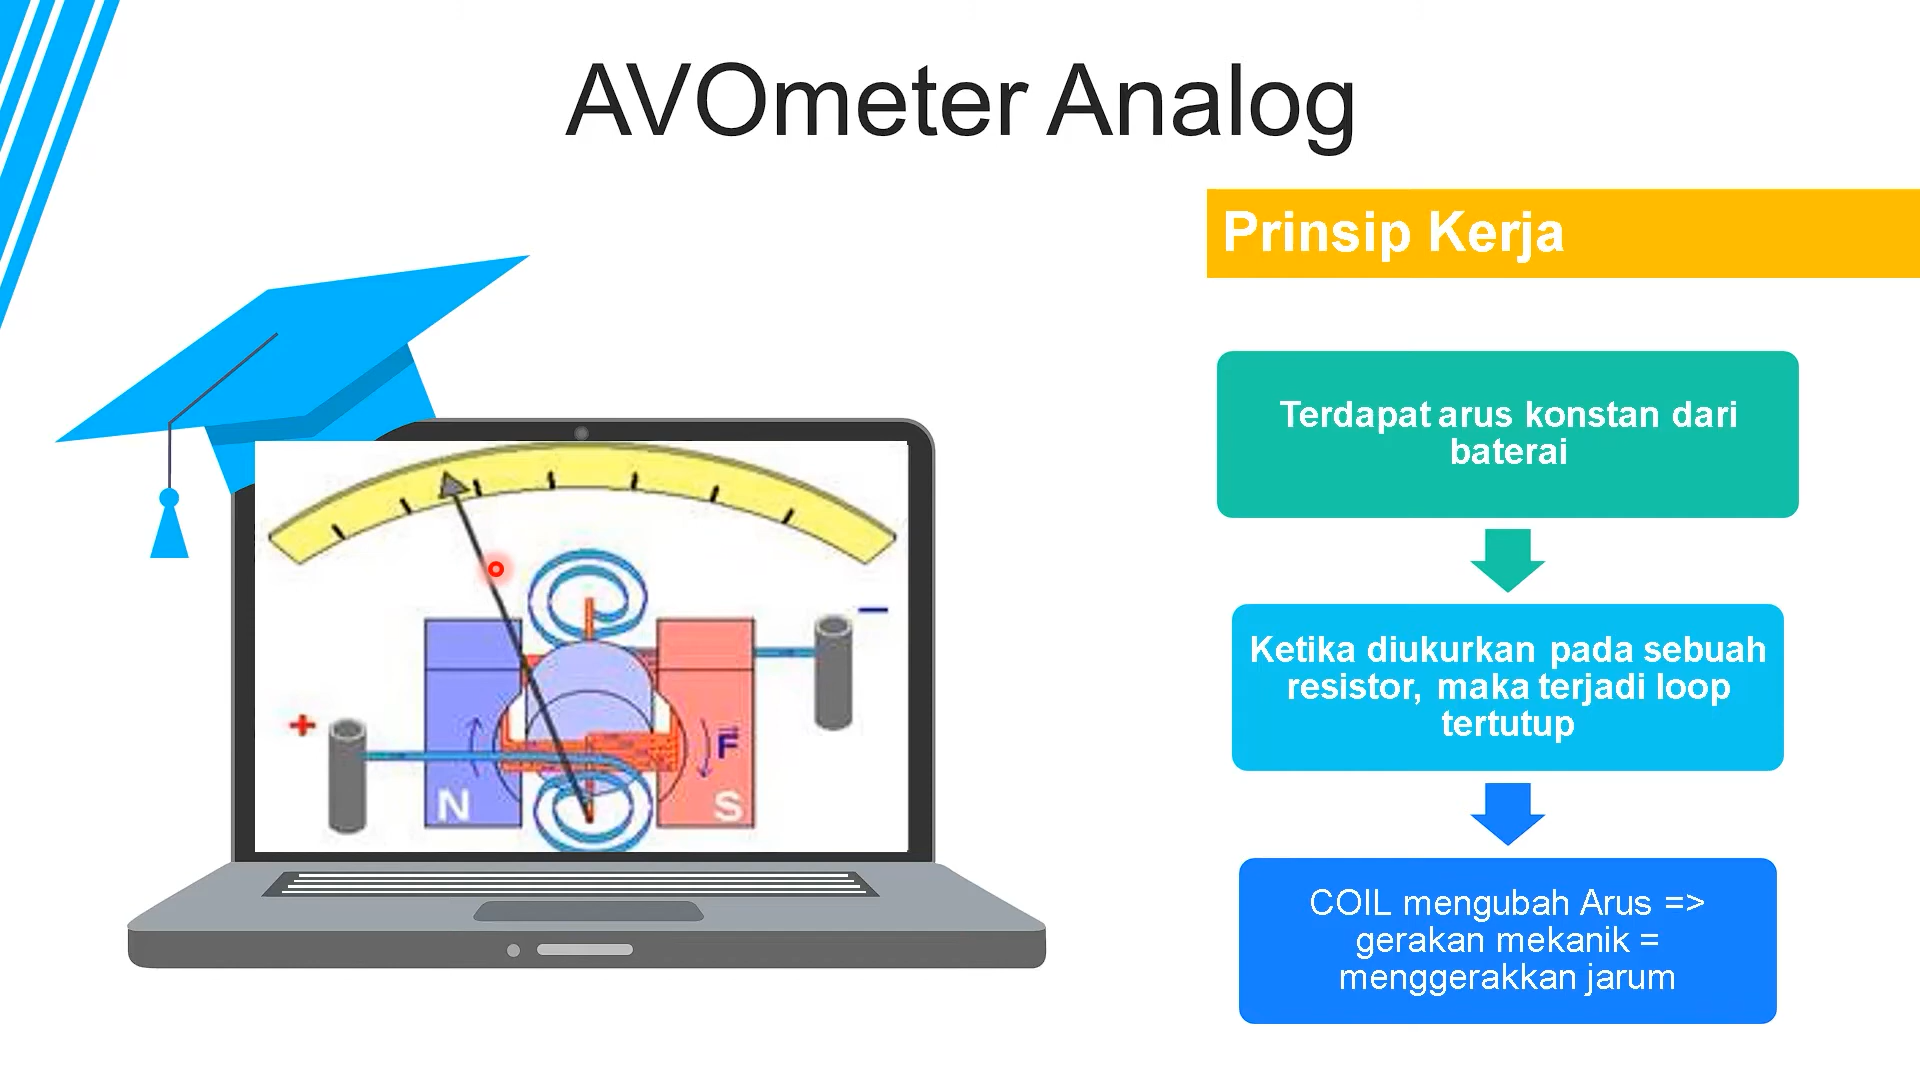 AVOmeter Analog
Prinsip Kerja
Terdapat arus konstan dari
baterai
Ketika diukurkan pada sebuah
resistor, maka terjadi loop
tertutup
COIL mengubah Arus =>
gerakan mekanik =
menggerakkan jarum
–
+
F
N
S